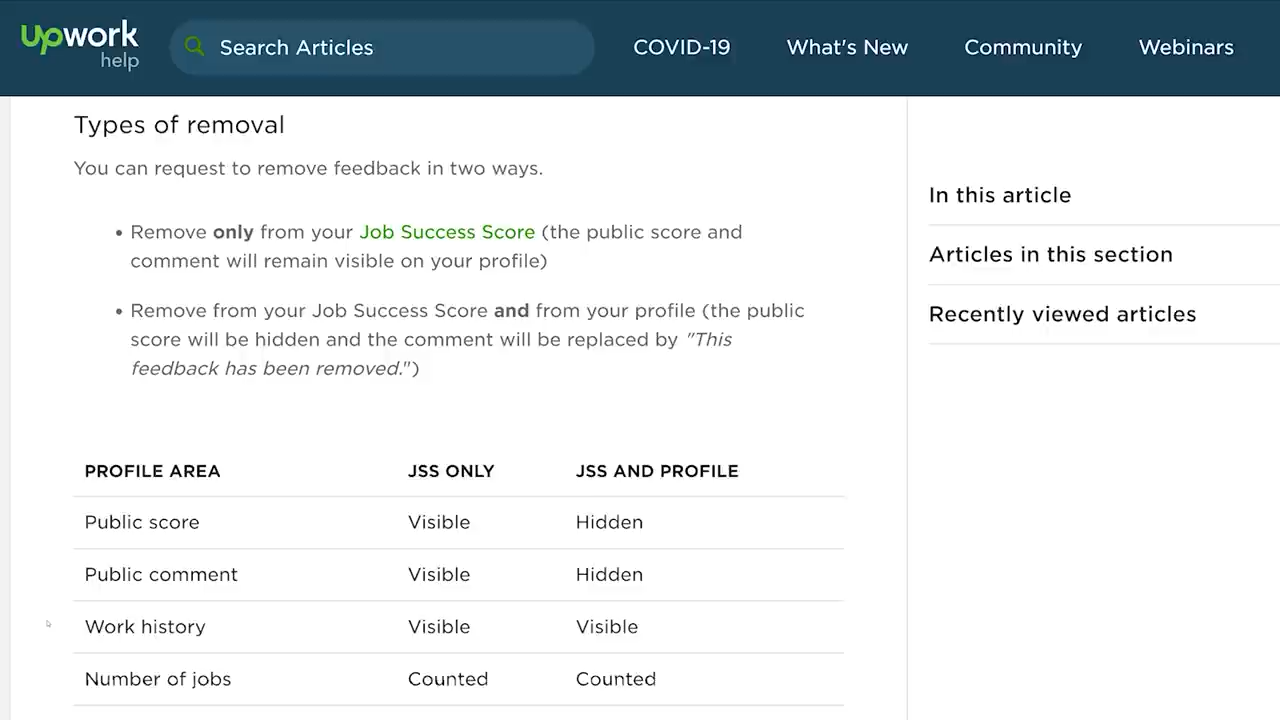 upwork
help
Search Articles
COVID-19
What's New
Community
Webinars
Types of removal
You can request to remove feedback in two ways.
• Remove only from your Job Success Score (the public score and
comment will remain visible on your profile)
• Remove from your Job Success Score and from your profile (the public
score will be hidden and the comment will be replaced by "This
feedback has been removed.")
PROFILE AREA JSS ONLY JSS AND PROFILE
Public score Visible Hidden
Public comment Visible Hidden
Work history Visible Visible
Number of jobs Counted Counted
In this article
Articles in this section
Recently viewed articles